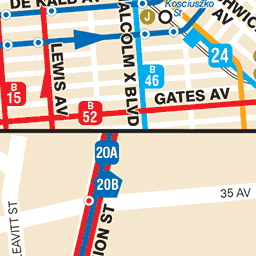 DE KALB AV
Kosciuszko
St
J
AV
24
LEWIS AV
MALCOLM X BLVD
B
15
B
46
B
52
GATES AV
20A
20B
35 AV
ION ST
LEAVITT ST